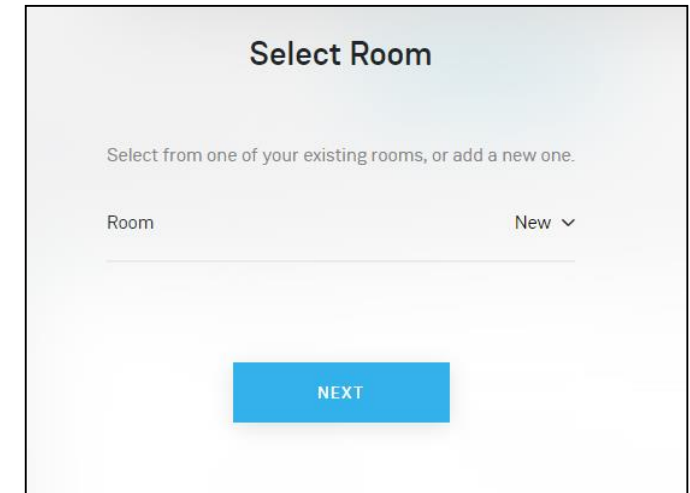 Select Room
Select from one of your existing rooms, or add a new one.
Room New
NEXT